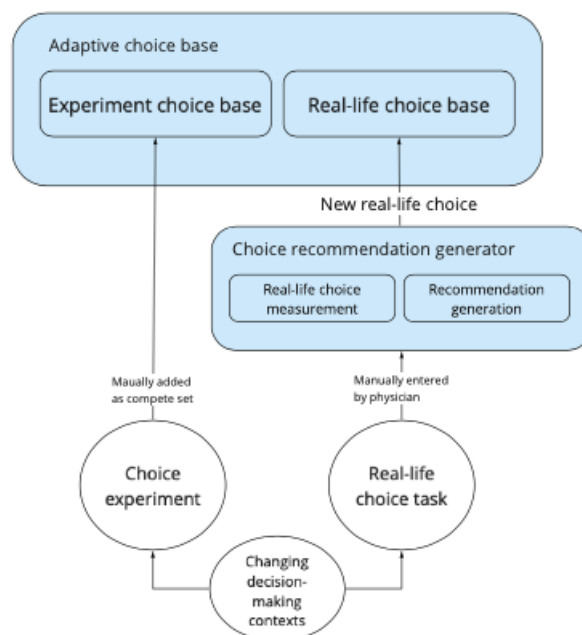 Adaptive choice base
Experiment choice base
Real-life choice base
New real-life choice
Choice recommendation generator
Real-life choice
measurement
Recommendation
generation
Maually added
as compete set
Manually entered
by physician
Choice
experiment
Real-life
choice task
Changing
decision-
making
contexts